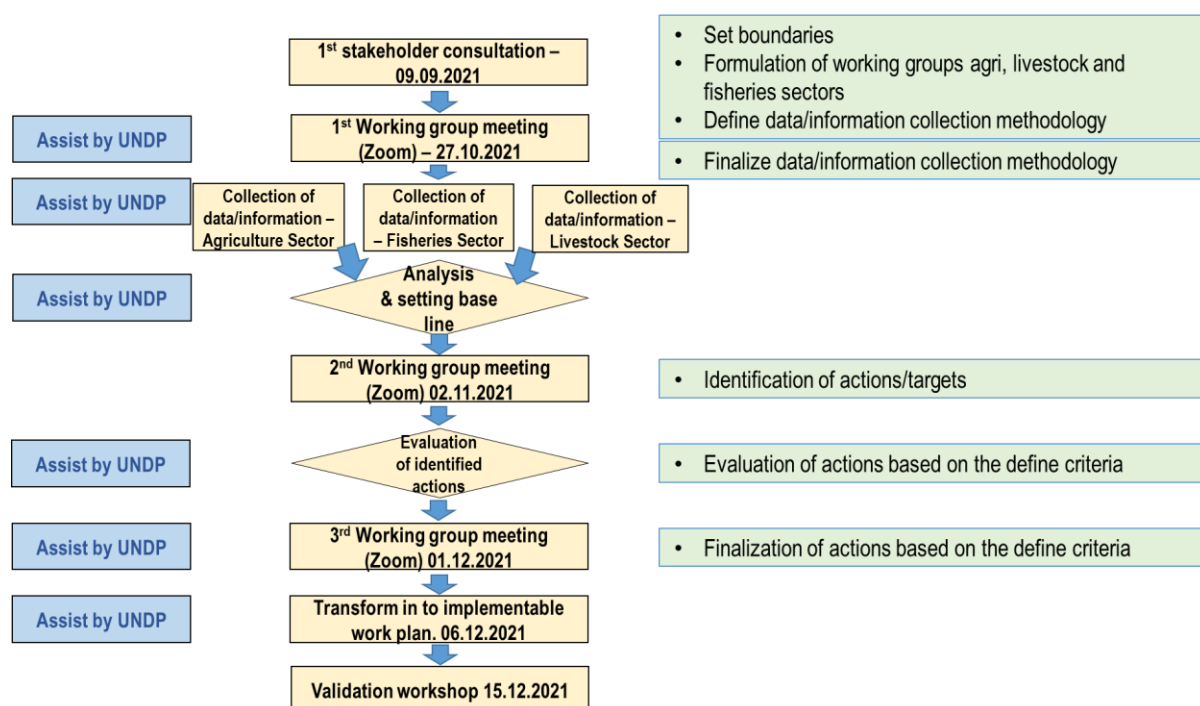 1st stakeholder consultation –
09.09.2021
• Set boundaries
• Formulation of working groups agri, livestock and
fisheries sectors
• Define data/information collection methodology
Assist by UNDP
1st Working group meeting
(Zoom) – 27.10.2021
• Finalize data/information collection methodology
Assist by UNDP
Collection of
data/information –
Agriculture Sector
Collection of
data/information
– Fisheries Sector
Collection of
data/information –
Livestock Sector
Assist by UNDP
Analysis
& setting base
line
2nd Working group meeting
(Zoom) 02.11.2021
• Identification of actions/targets
Assist by UNDP
Evaluation
of identified
actions
• Evaluation of actions based on the define criteria
Assist by UNDP
3rd Working group meeting
(Zoom) 01.12.2021
• Finalization of actions based on the define criteria
Assist by UNDP
Transform in to implementable
work plan. 06.12.2021
Validation workshop 15.12.2021